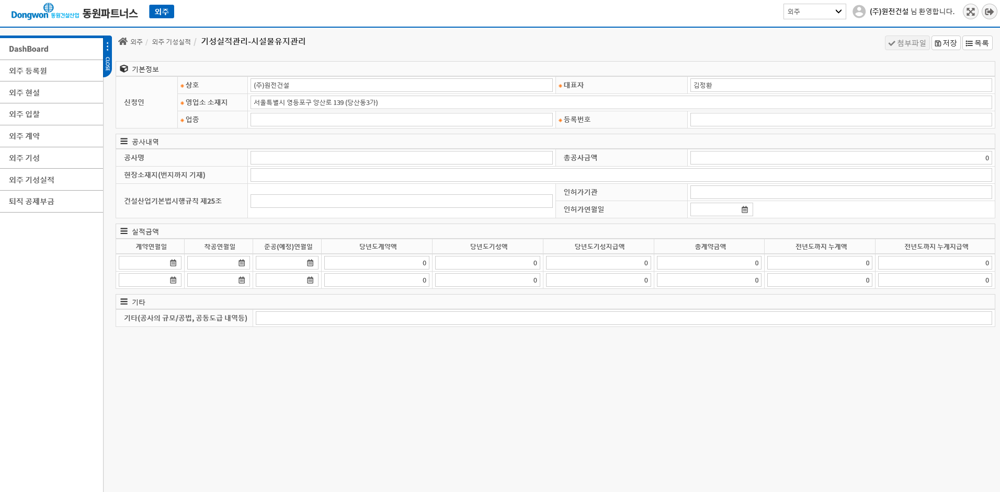 Dongwon 동원건설산업 동원파트너스 외주
외주 (주)원전건설 님 환영합니다.
DashBoard
외주 등록원
외주 현설
외주 입찰
외주 계약
외주 기성
외주 기성실적
퇴직 공제부금
CLOSE
외주 / 외주 기성실적 / 기성실적관리-시설물유지관리
첨부파일 저장 목록
기본정보
신청인
상호 (주)원전건설 대표자 김정환
영업소 소재지 서울특별시 영등포구 양산로 139 (당산동3가)
업종 등록번호
공사내역
공사명 총공사금액 0
현장소재지(번지까지 기재)
건설산업기본법시행규칙 제25조 인허가기관
인허가연월일
실적금액
계약연월일 착공연월일 준공(예정)연월일 당년도계약액 당년도기성액 당년도기성지급액 총계약금액 전년도까지 누계액 전년도까지 누계지급액
0 0 0 0 0 0
0 0 0 0 0 0
기타
기타(공사의 규모/공법, 공동도급 내역등)